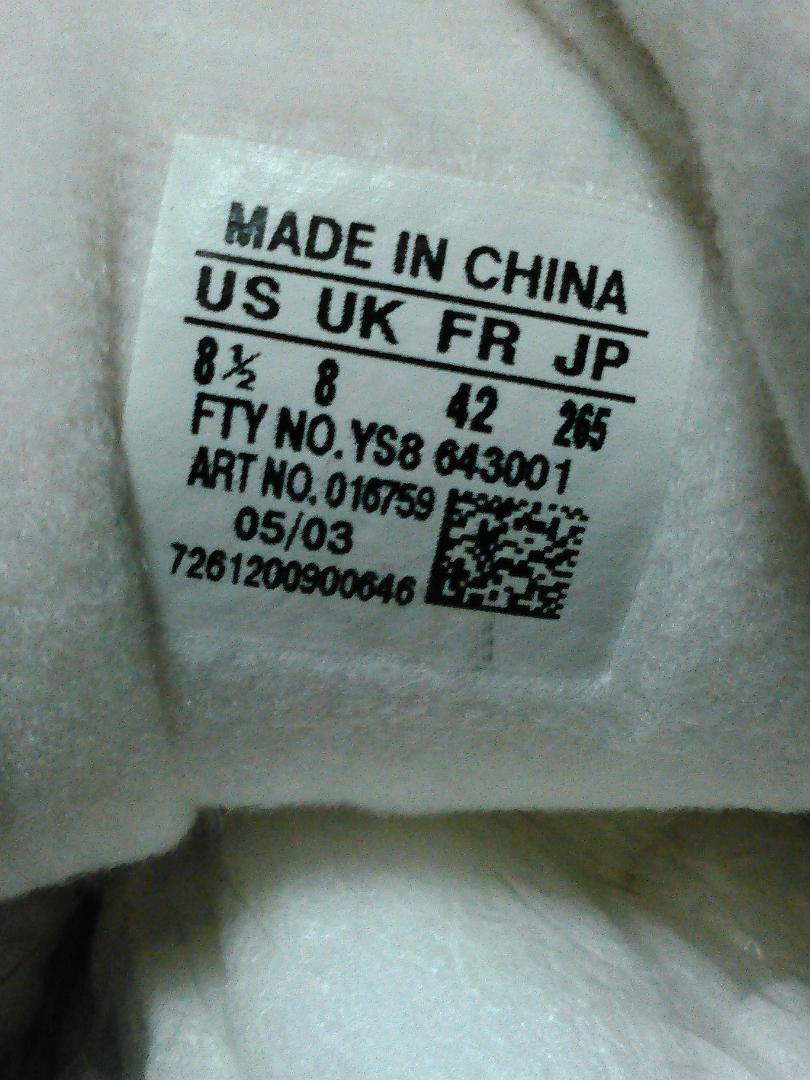 MADE IN CHINA
US UK FR JP
8½ 8 42 265
FTY NO. YS8 643001
ART NO. 016759
05/03
7261200900646